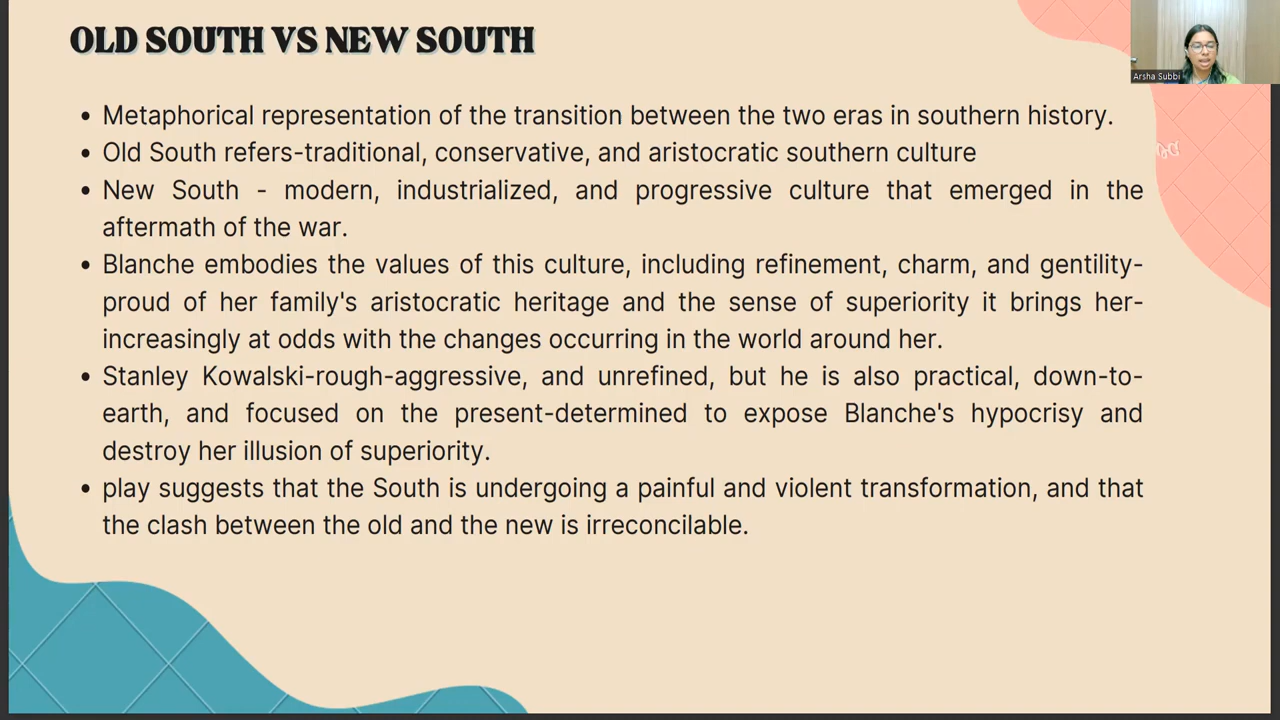 OLD SOUTH VS NEW SOUTH
Arsha Subbi
• Metaphorical representation of the transition between the two eras in southern history.
• Old South refers-traditional, conservative, and aristocratic southern culture
• New South - modern, industrialized, and progressive culture that emerged in the
aftermath of the war.
• Blanche embodies the values of this culture, including refinement, charm, and gentility-
proud of her family's aristocratic heritage and the sense of superiority it brings her-
increasingly at odds with the changes occurring in the world around her.
• Stanley Kowalski-rough-aggressive, and unrefined, but he is also practical, down-to-
earth, and focused on the present-determined to expose Blanche's hypocrisy and
destroy her illusion of superiority.
• play suggests that the South is undergoing a painful and violent transformation, and that
the clash between the old and the new is irreconcilable.